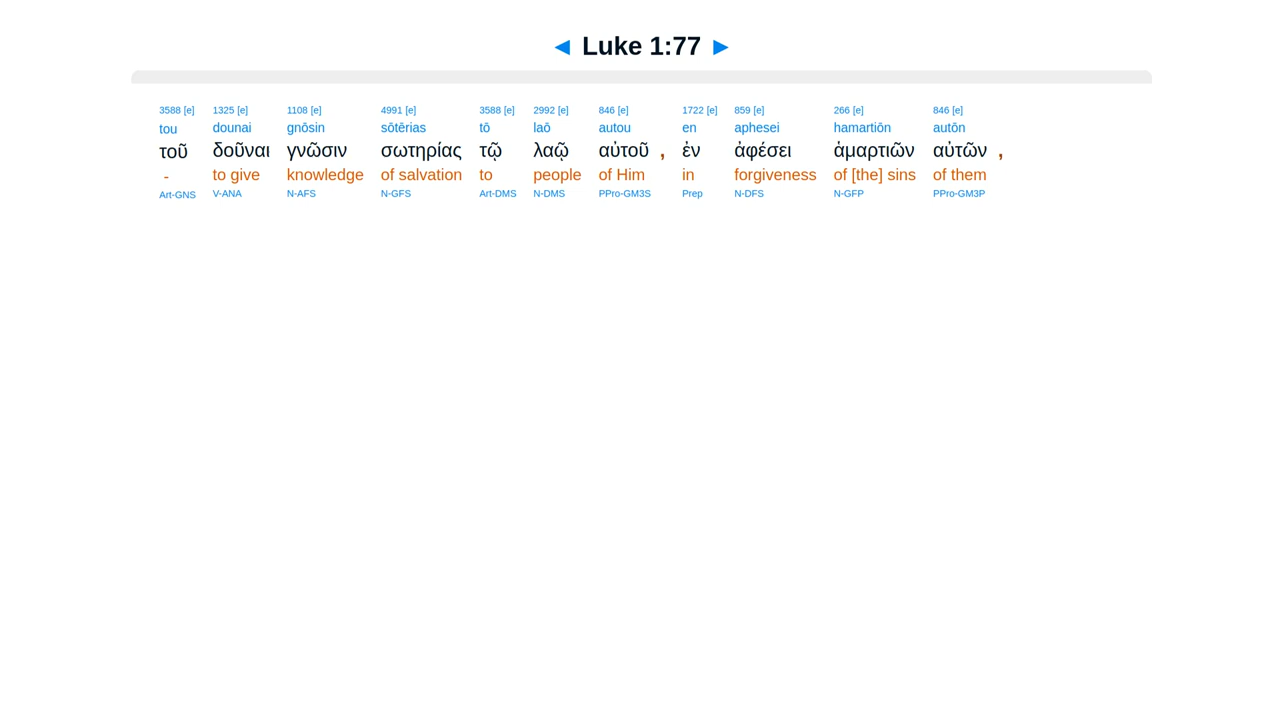 ◄ Luke 1:77 ►
3588 [e] 1325 [e] 1108 [e] 4991 [e] 3588 [e] 2992 [e] 846 [e] 1722 [e] 859 [e] 266 [e] 846 [e]
tou dounai gnōsin sōtērias tō laō autou en aphesei hamartiōn autōn
τοῦ δοῦναι γνῶσιν σωτηρίας τῷ λαῷ αὐτοῦ , ἐν ἀφέσει ἁμαρτιῶν αὐτῶν ,
- to give knowledge of salvation to people of Him in forgiveness of [the] sins of them
Art-GNS V-ANA N-AFS N-GFS Art-DMS N-DMS PPro-GM3S Prep N-DFS N-GFP PPro-GM3P